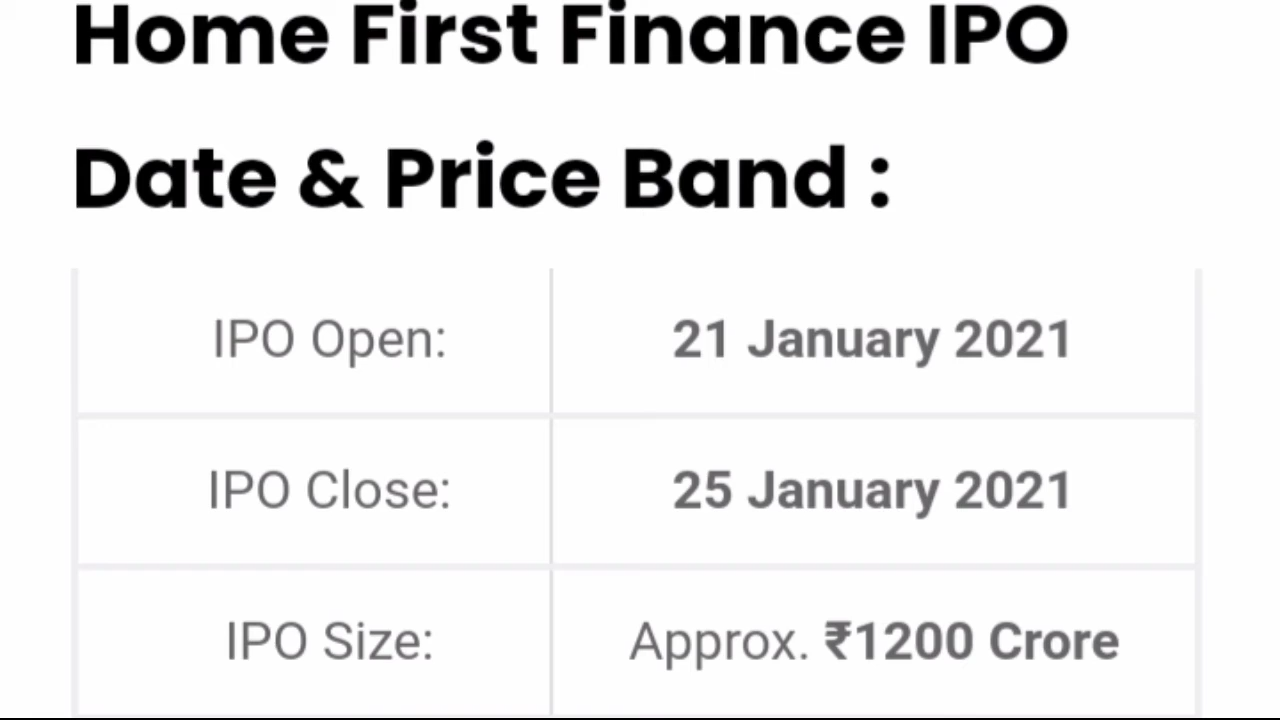 Home First Finance IPO
Date & Price Band :
IPO Open: 21 January 2021
IPO Close: 25 January 2021
IPO Size: Approx. ₹1200 Crore